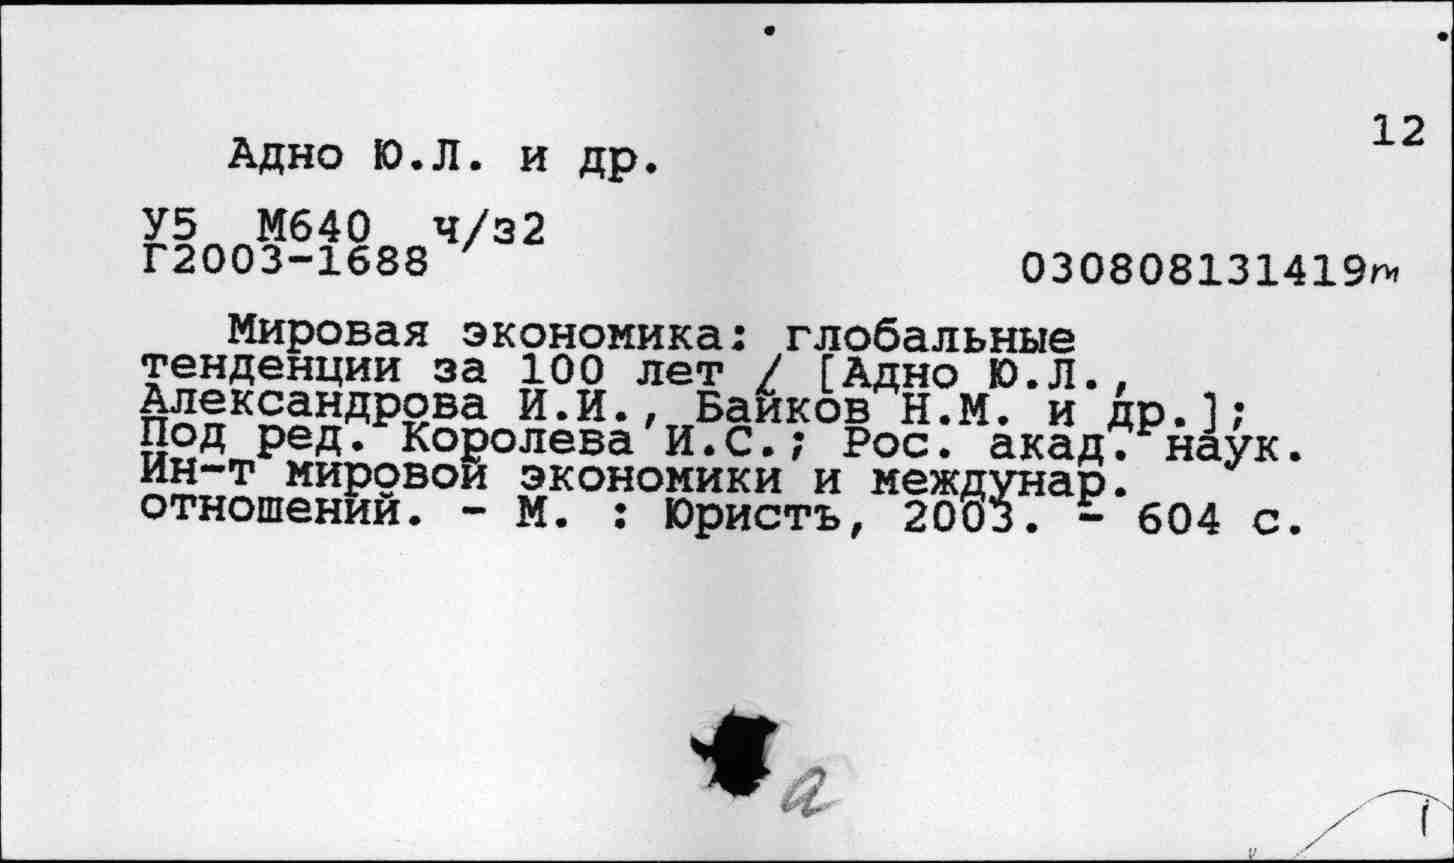 12
Адно Ю.Л. и др.
У5 М640 ч/з2
Г2003-1688
030808131419гм
Мировая экономика: глобальные
тенденции за 100 лет / [Адно Ю.Л.,
Александрова И.И., Байков Н.М. и др.];
Под ред. Королева И.С.; Рос. акад. наук.
Ин-т мировой экономики и междунар.
отношений. - М. : Юристъ, 2003. - 604 с.
а